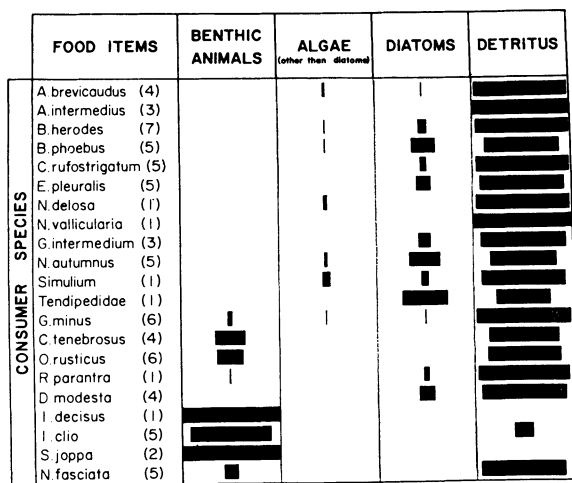 FOOD ITEMS
BENTHIC ANIMALS
ALGAE
(other than diatoms)
DIATOMS
DETRITUS
CONSUMER SPECIES
A.brevicaudus (4)
A.intermedius (3)
B.herodes (7)
B.phoebus (5)
C.rufostrigatum (5)
E.pleuralis (5)
N.delosa (1)
N.vallicularia (1)
G.intermedium (3)
N.autumnus (5)
Simulium (1)
Tendipedidae (1)
G.minus (6)
C.tenebrosus (4)
O.rusticus (6)
R parantra (1)
D modesta (4)
I.decisus (1)
I.clio (5)
S.joppa (2)
N.fasciata (5)